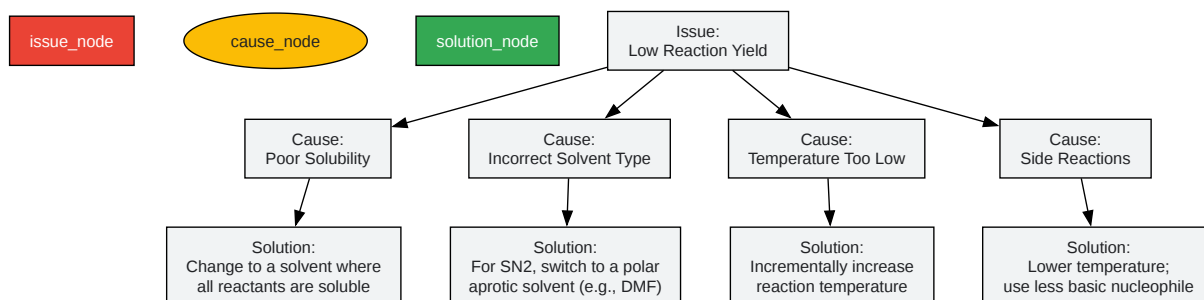 issue_node
cause_node
solution_node
Issue:
Low Reaction Yield
Cause:
Poor Solubility
Cause:
Incorrect Solvent Type
Cause:
Temperature Too Low
Cause:
Side Reactions
Solution:
Change to a solvent where
all reactants are soluble
Solution:
For SN2, switch to a polar
aprotic solvent (e.g., DMF)
Solution:
Incrementally increase
reaction temperature
Solution:
Lower temperature;
use less basic nucleophile